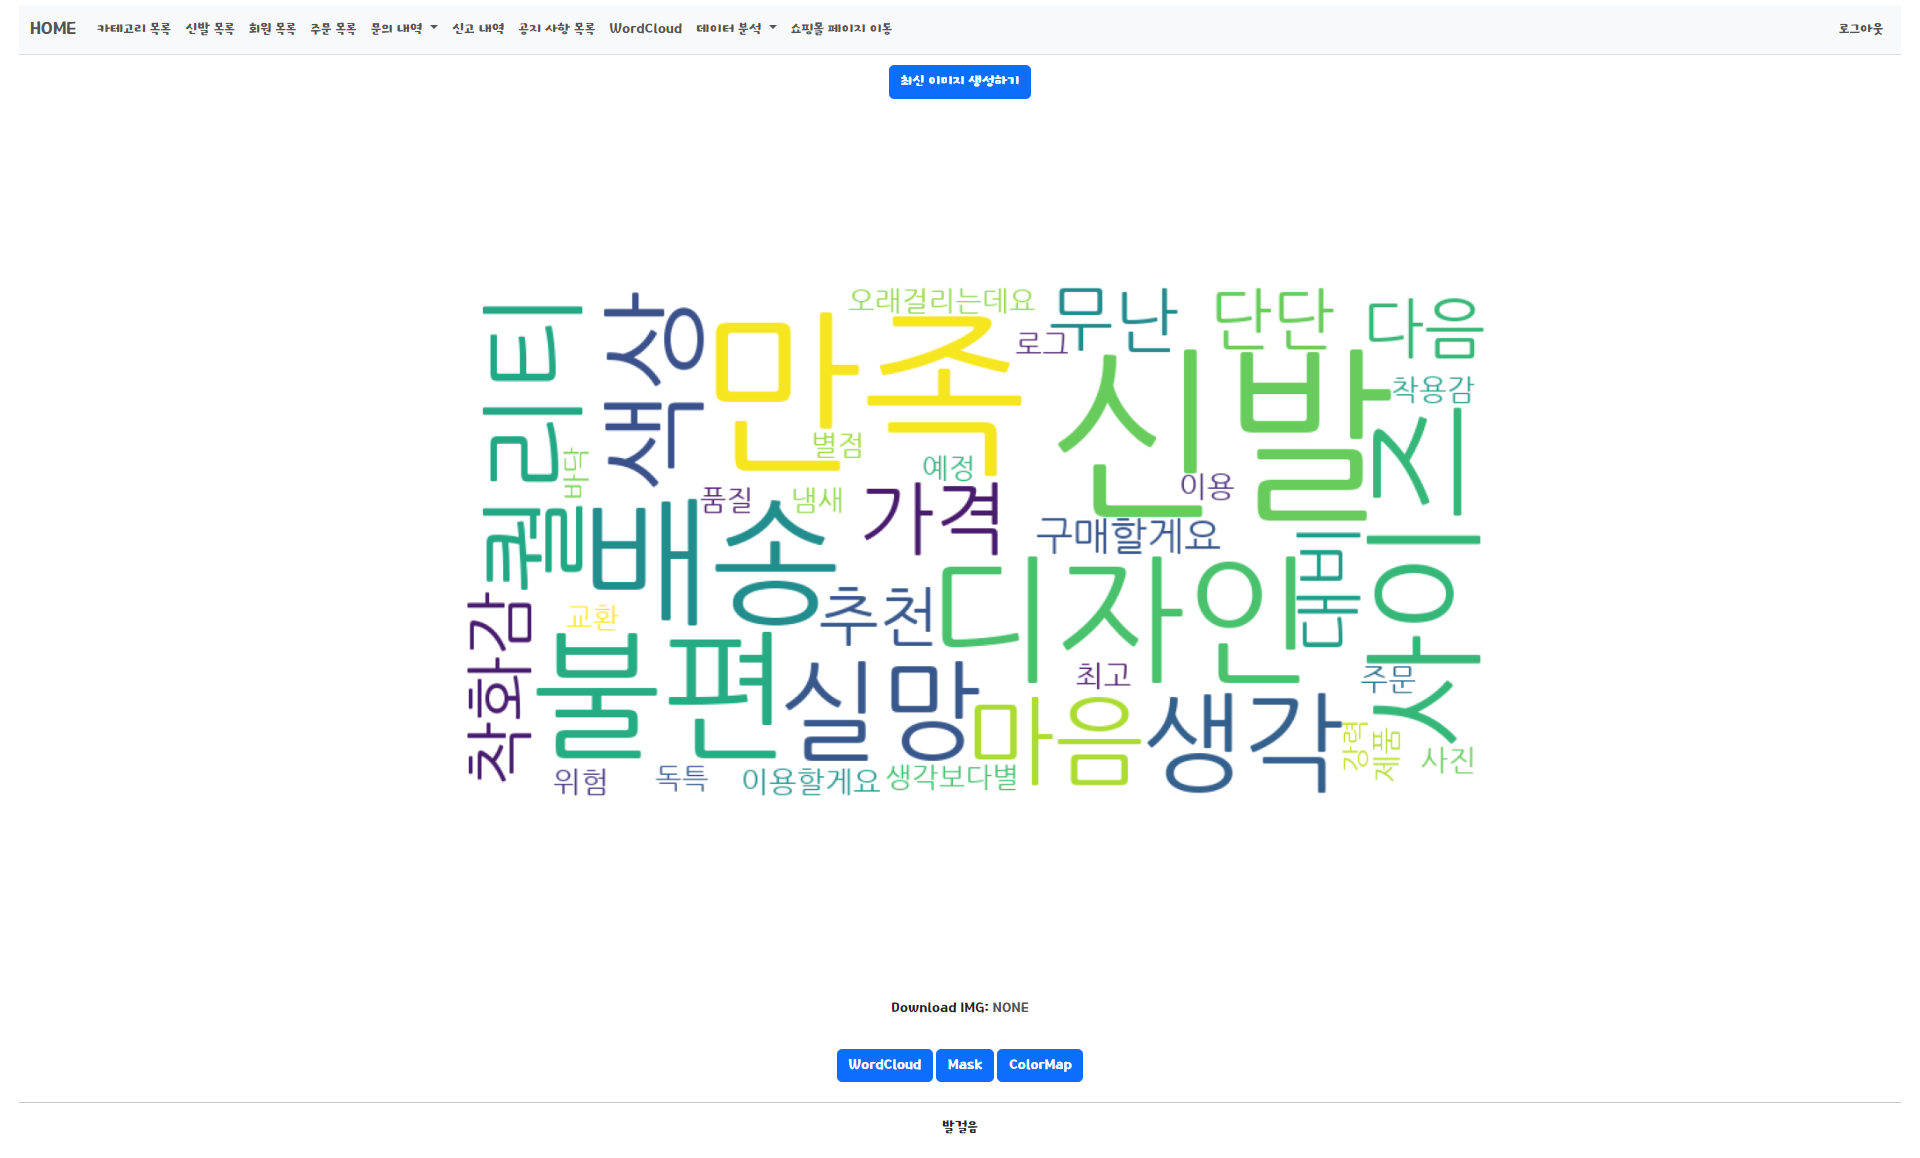 HOME 카테고리 목록 신발 목록 회원 목록 주문 목록 문의 내역 신고 내역 공지 사항 목록 WordCloud 데이터 분석 쇼핑몰 페이지 이동 로그아웃
최신 이미지 생성하기
오래걸리는데요
무난
단단
다음
퀄리티
색상
만족
로그
신발
착용감
별점
예정
바닥
품질
냄새
가격
이용
사이즈
배송
구매할게요
디자인
대비
착화감
교환
추천
불편
실망
최고
주문
마음
생각
강력
제품
사진
위험
독특
이용할게요
생각보다별
Download IMG: NONE
WordCloud Mask ColorMap
발걸음